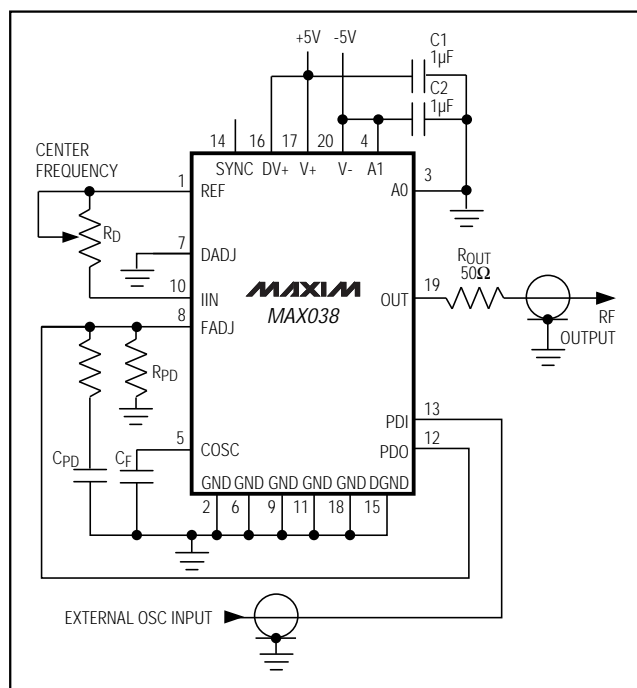 +5V -5V
C1
1µF
C2
1µF
14 16 17 20 4
CENTER
FREQUENCY
SYNC DV+ V+ V- A1
1 REF
A0 3
RD
7 DADJ
ROUT
50Ω
10 IIN
MAXIM
MAX038
OUT 19
8 FADJ
RF
OUTPUT
RPD
PDI 13
5 COSC
PDO 12
CPD
CF
GND GND GND GND GND DGND
2 6 9 11 18 15
EXTERNAL OSC INPUT